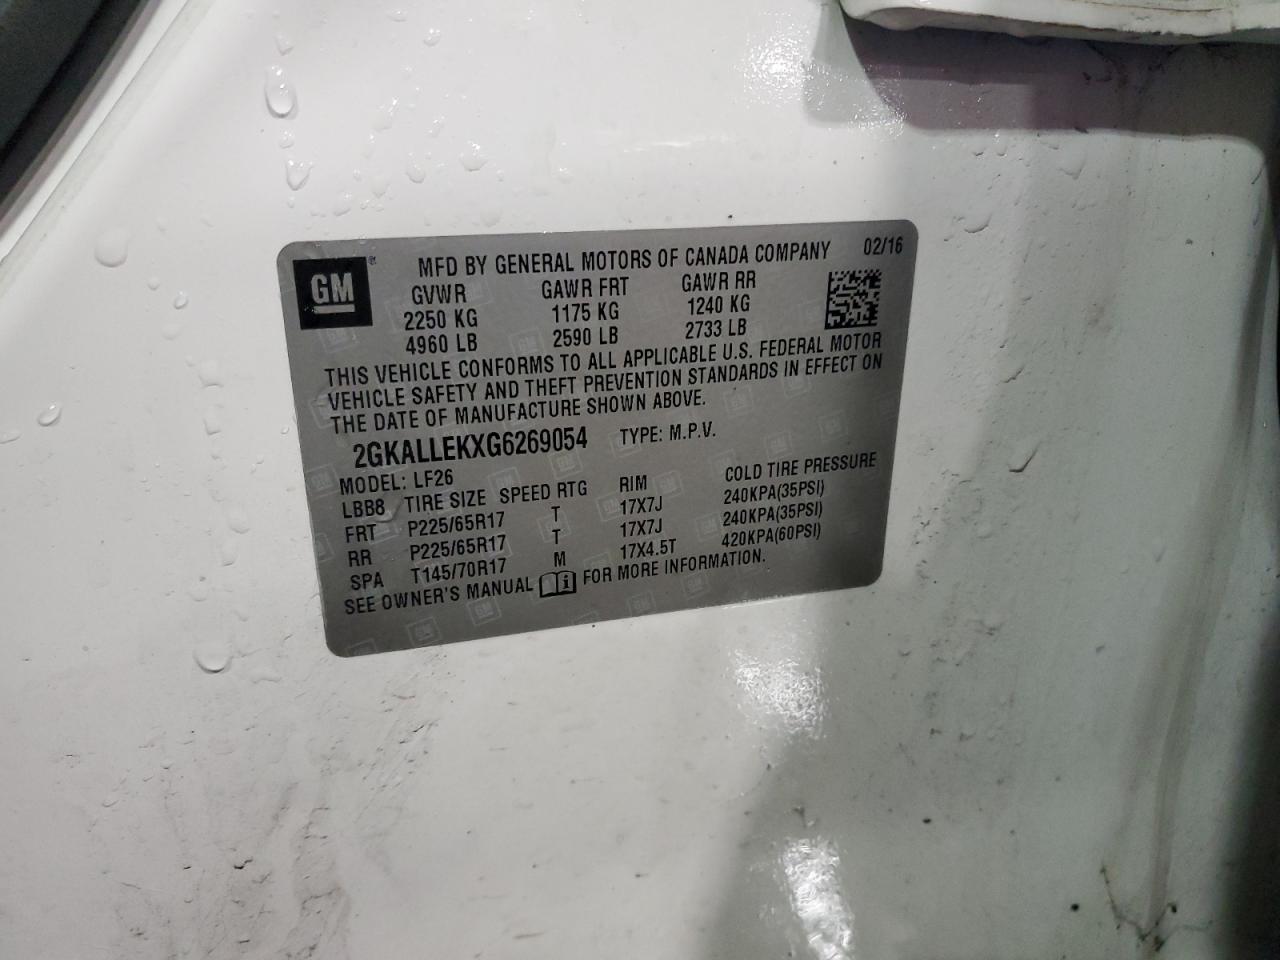 GM
MFD BY GENERAL MOTORS OF CANADA COMPANY 02/16
GVWR GAWR FRT GAWR RR
2250 KG 1175 KG 1240 KG
4960 LB 2590 LB 2733 LB
THIS VEHICLE CONFORMS TO ALL APPLICABLE U.S. FEDERAL MOTOR
VEHICLE SAFETY AND THEFT PREVENTION STANDARDS IN EFFECT ON
THE DATE OF MANUFACTURE SHOWN ABOVE.
2GKALLEKXG6269054 TYPE: M.P.V.
MODEL: LF26
LBB8 TIRE SIZE SPEED RTG RIM COLD TIRE PRESSURE
FRT P225/65R17 T 17X7J 240KPA(35PSI)
RR P225/65R17 T 17X7J 240KPA(35PSI)
SPA T145/70R17 M 17X4.5T 420KPA(60PSI)
SEE OWNER'S MANUAL FOR MORE INFORMATION.